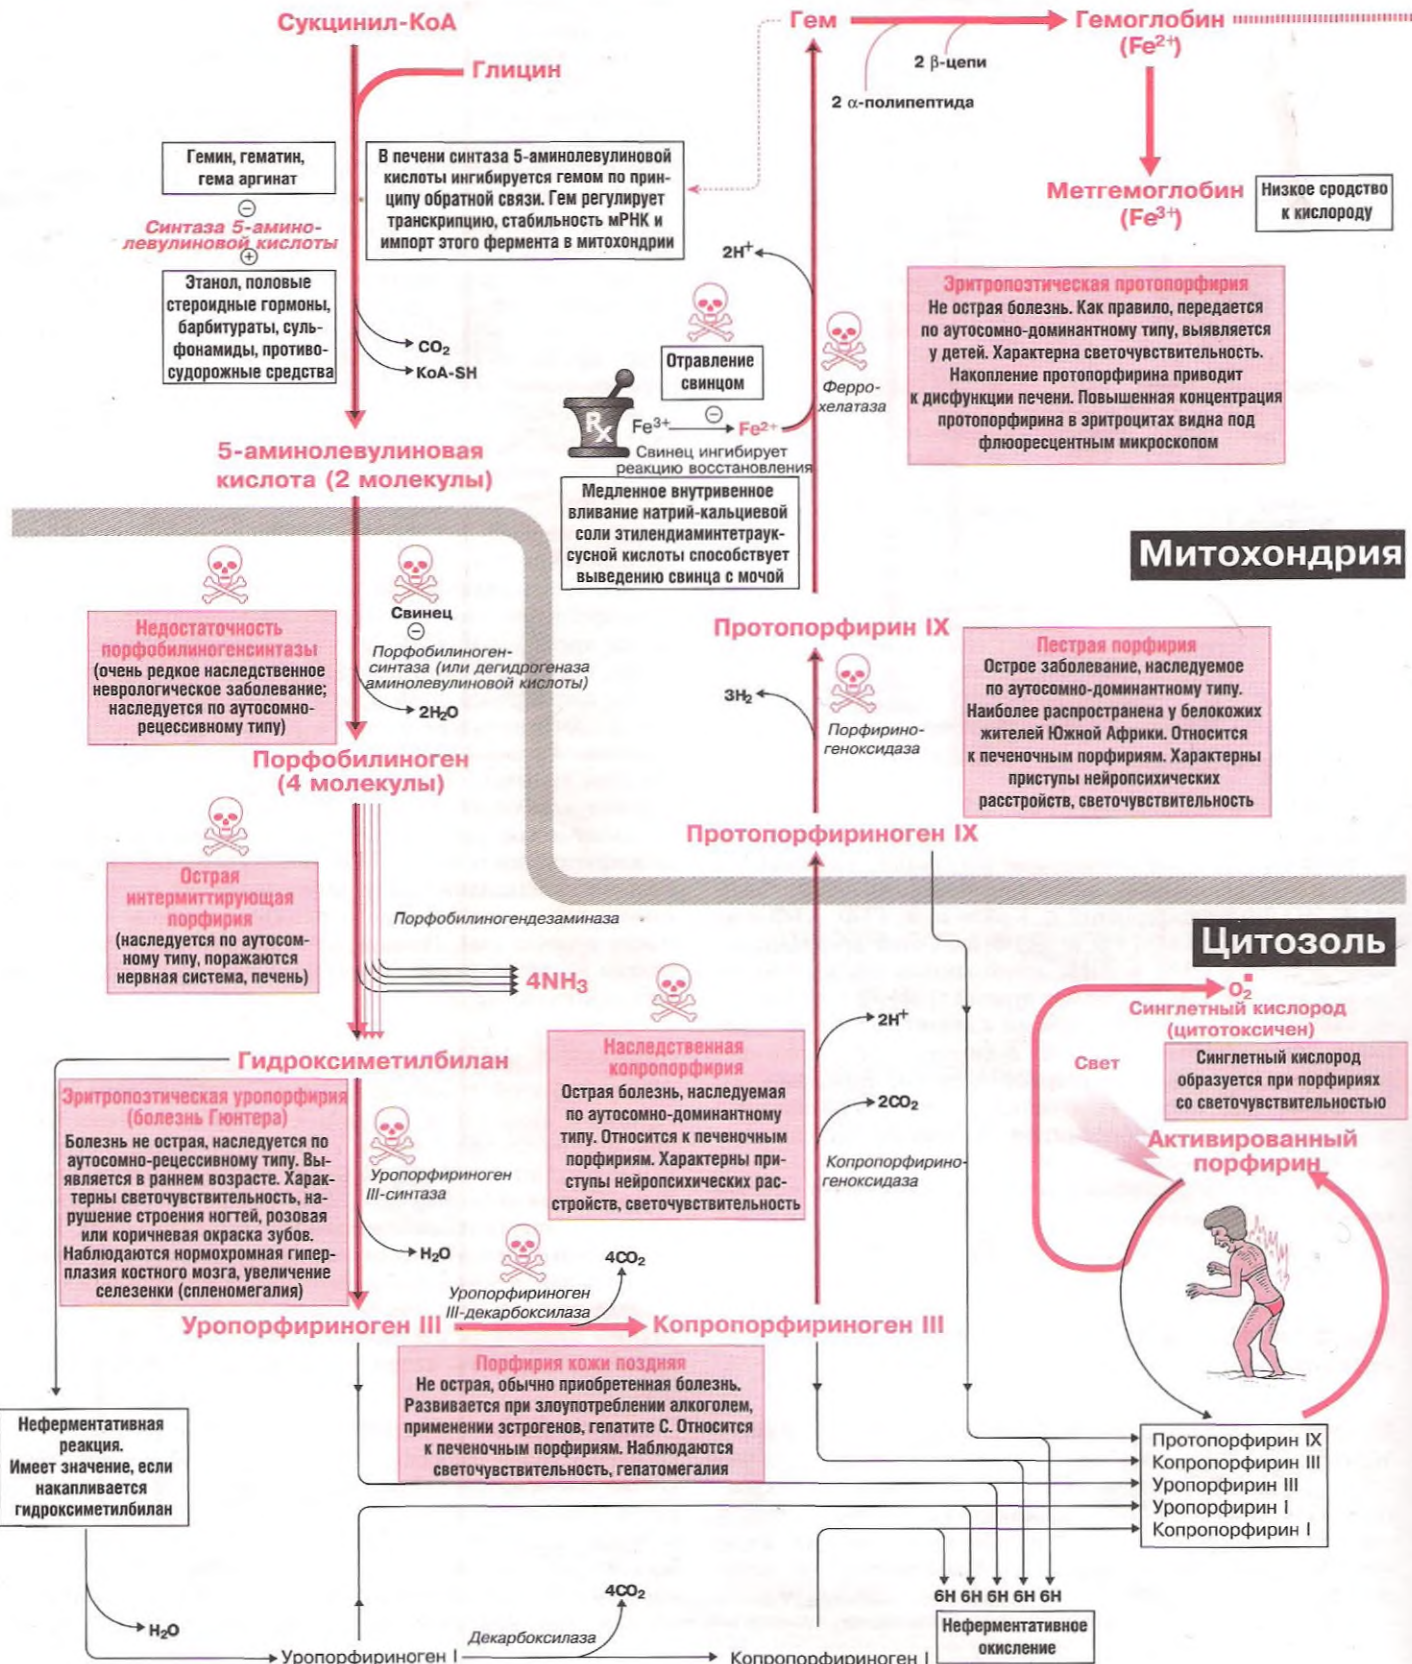 Сукцинил-КоА
Глицин
Гем
2 β-цепи
2 α-полипептида
Гемоглобин
(Fe²⁺)
Метгемоглобин
(Fe³⁺)
Низкое сродство
к кислороду
Гемин, гематин,
гема аргинат
⊖
Синтаза 5-амино-
левулиновой кислоты
⊕
Этанол, половые
стероидные гормоны,
барбитураты, суль-
фонамиды, противо-
судорожные средства
В печени синтаза 5-аминолевулиновой
кислоты ингибируется гемом по прин-
ципу обратной связи. Гем регулирует
транскрипцию, стабильность мРНК и
импорт этого фермента в митохондрии
CO₂
КоА-SH
2H⁺
Отравление
свинцом
⊖
Rx
Fe³⁺
Fe²⁺
Свинец ингибирует
реакцию восстановления
Ферро-
хелатаза
Медленное внутривенное
вливание натрий-кальциевой
соли этилендиаминтетраук-
сусной кислоты способствует
выведению свинца с мочой
Эритропоэтическая протопорфирия
Не острая болезнь. Как правило, передается
по аутосомно-доминантному типу, выявляется
у детей. Характерна светочувствительность.
Накопление протопорфирина приводит
к дисфункции печени. Повышенная концентрация
протопорфирина в эритроцитах видна под
флюоресцентным микроскопом
5-аминолевулиновая
кислота (2 молекулы)
Митохондрия
Недостаточность
порфобилиногенсинтазы
(очень редкое наследственное
неврологическое заболевание;
наследуется по аутосомно-
рецессивному типу)
Свинец
⊖
Порфобилиноген-
синтаза (или дегидрогеназа
аминолевулиновой кислоты)
2H₂O
Протопорфирин IX
3H₂
Порфирино-
геноксидаза
Пестрая порфирия
Острое заболевание, наследуемое
по аутосомно-доминантному типу.
Наиболее распространена у белокожих
жителей Южной Африки. Относится
к печеночным порфириям. Характерны
приступы нейропсихических
расстройств, светочувствительность
Порфобилиноген
(4 молекулы)
Протопорфириноген IX
Острая
интермиттирующая
порфирия
(наследуется по аутосом-
ному типу, поражаются
нервная система, печень)
Порфобилиногендезаминаза
4NH₃
Цитозоль
Гидроксиметилбилан
Эритропоэтическая уропорфирия
(болезнь Гюнтера)
Болезнь не острая, наследуется по
аутосомно-рецессивному типу. Вы-
является в раннем возрасте. Харак-
терны светочувствительность, на-
рушение строения ногтей, розовая
или коричневая окраска зубов.
Наблюдаются нормохромная гипер-
плазия костного мозга, увеличение
селезенки (спленомегалия)
Уропорфириноген
III-синтаза
H₂O
Наследственная
копропорфирия
Острая болезнь, наследуемая
по аутосомно-доминантному
типу. Относится к печеночным
порфириям. Характерны при-
ступы нейропсихических рас-
стройств, светочувствительность
2H⁺
2CO₂
Копропорфирино-
геноксидаза
O₂
Синглетный кислород
(цитотоксичен)
Свет
Синглетный кислород
образуется при порфириях
со светочувствительностью
Активированный
порфирин
Уропорфириноген
III-декарбоксилаза
4CO₂
Уропорфириноген III
Копропорфириноген III
Порфирия кожи поздняя
Не острая, обычно приобретенная болезнь.
Развивается при злоупотреблении алкоголем,
применении эстрогенов, гепатите С. Относится
к печеночным порфириям. Наблюдаются
светочувствительность, гепатомегалия
Неферментативная
реакция.
Имеет значение, если
накапливается
гидроксиметилбилан
Протопорфирин IX
Копропорфирин III
Уропорфирин III
Уропорфирин I
Копропорфирин I
6H 6H 6H 6H 6H
Неферментативное
окисление
H₂O
Уропорфириноген I
Декарбоксилаза
4CO₂
Копропорфириноген I